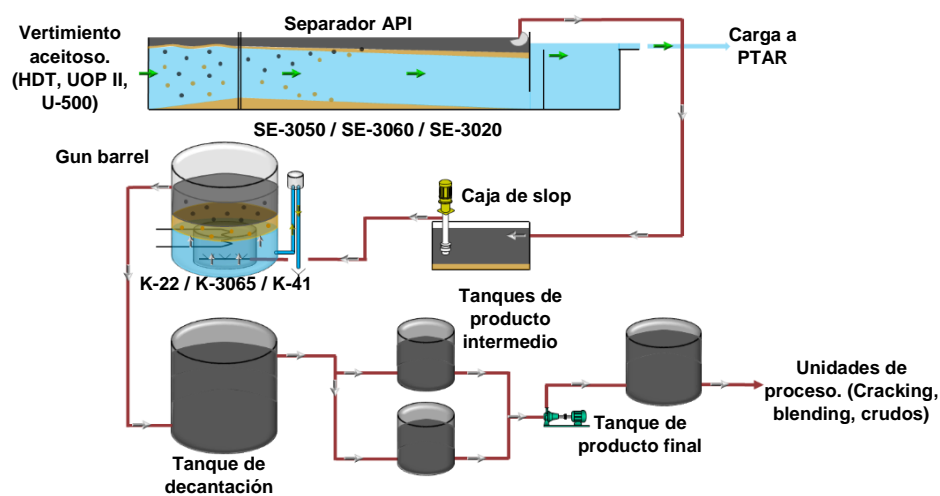 Separador API
Vertimiento
aceitoso.
(HDT, UOP II,
U-500)
Carga a
PTAR
SE-3050 / SE-3060 / SE-3020
Gun barrel
Caja de slop
K-22 / K-3065 / K-41
Tanques de
producto
intermedio
Unidades de
proceso. (Cracking,
blending, crudos)
Tanque de
producto final
Tanque de
decantación